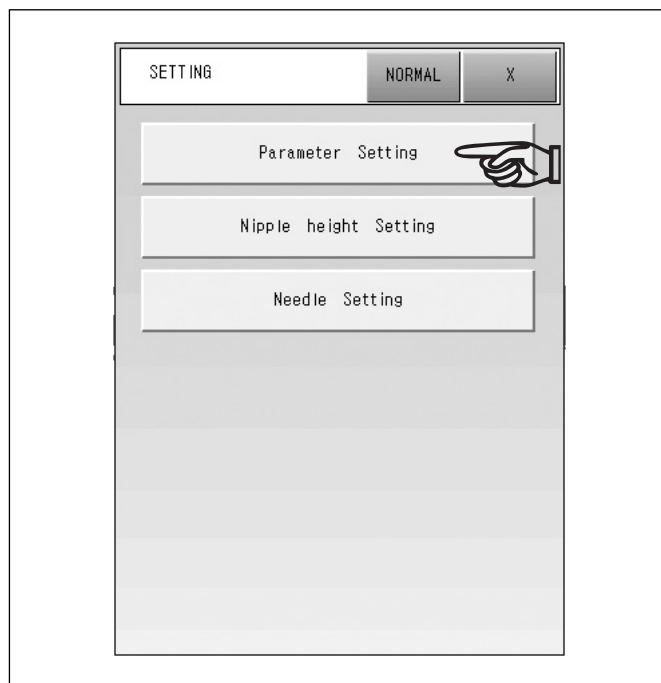 SETTING
NORMAL
X
Parameter Setting
Nipple height Setting
Needle Setting